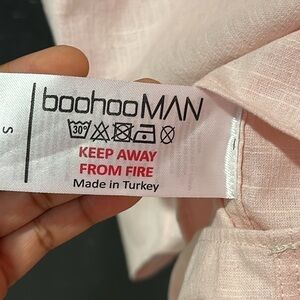 boohooMAN
30°
KEEP AWAY
FROM FIRE
Made in Turkey
S